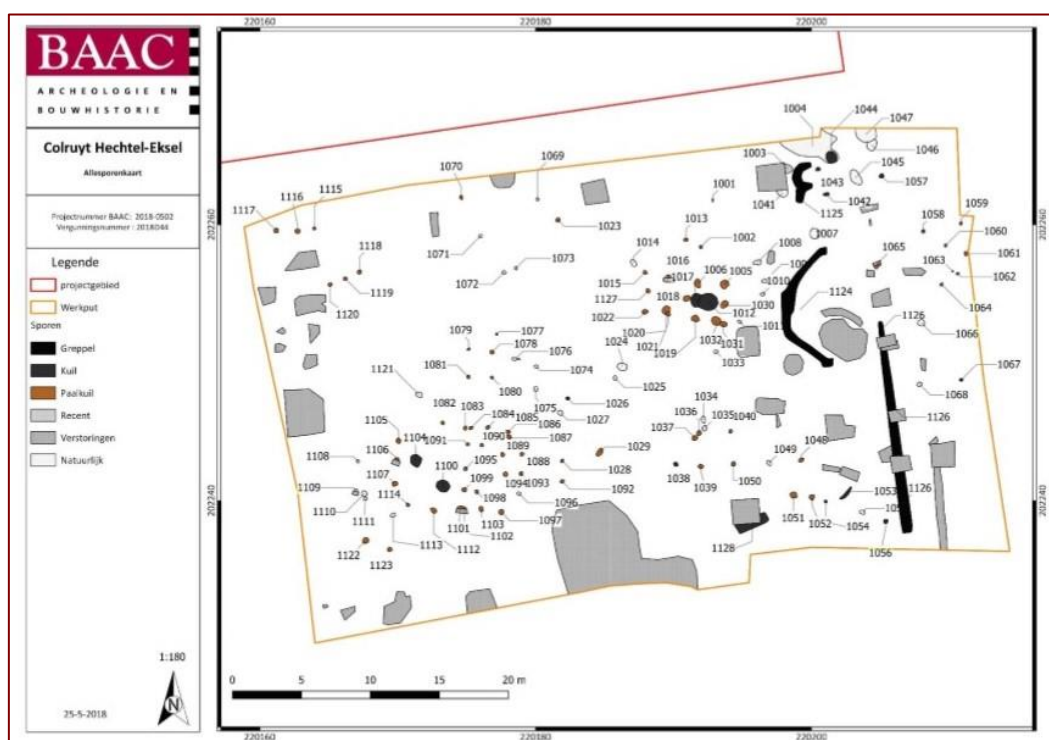 BAAC
ARCHEOLOGIE EN
BOUWHISTORIE
Colruyt Hechtel-Eksel
Allesporenkaart
Projectnummer BAAC: 2018-0502
Vergunningsnummer : 2018I044
Legende
projectgebied
Werkput
Sporen
Greppel
Kuil
Paalkuil
Recent
Verstoringen
Natuurlijk
1:180
N
25-5-2018
220160 220180 220200
202260
202240
220160 220180 220200
0 5 10 15 20 m
1004 1044
1047
1003 1046
1045
1070 1069 1057
1043
1001 1041 1042
1117 1116 1115 1125
1023 1058 1059
1013
1002 1007 1060
1118 1071 1014 1016 1008 1065 1061
1073 1017 1006 1005 1063
1119 1072 1015 1010 1062
1120 1127 1018 1030 1124 1064
1022 1012 1126
1079 1077 1020 1031 1066
1078 1021 1032
1081 1076 1024 1019 1033
1121 1074 1067
1080 1025 1068
1075 1026 1034
1082 1083 1084 1085 1027 1036 1035 1040 1126
1105 1086
1104 1091 1090 1087 1037
1108 1106 1095 1089 1088 1029 1049 1048
1100 1028 1038 1050
1107 1099 1094 1093 1092 1039
1109 1114 1098 1096 1053 1126
1110 1103 1097 1051 1052 1054
1111 1101 1102 1128 1056
1122 1113 1112
1123